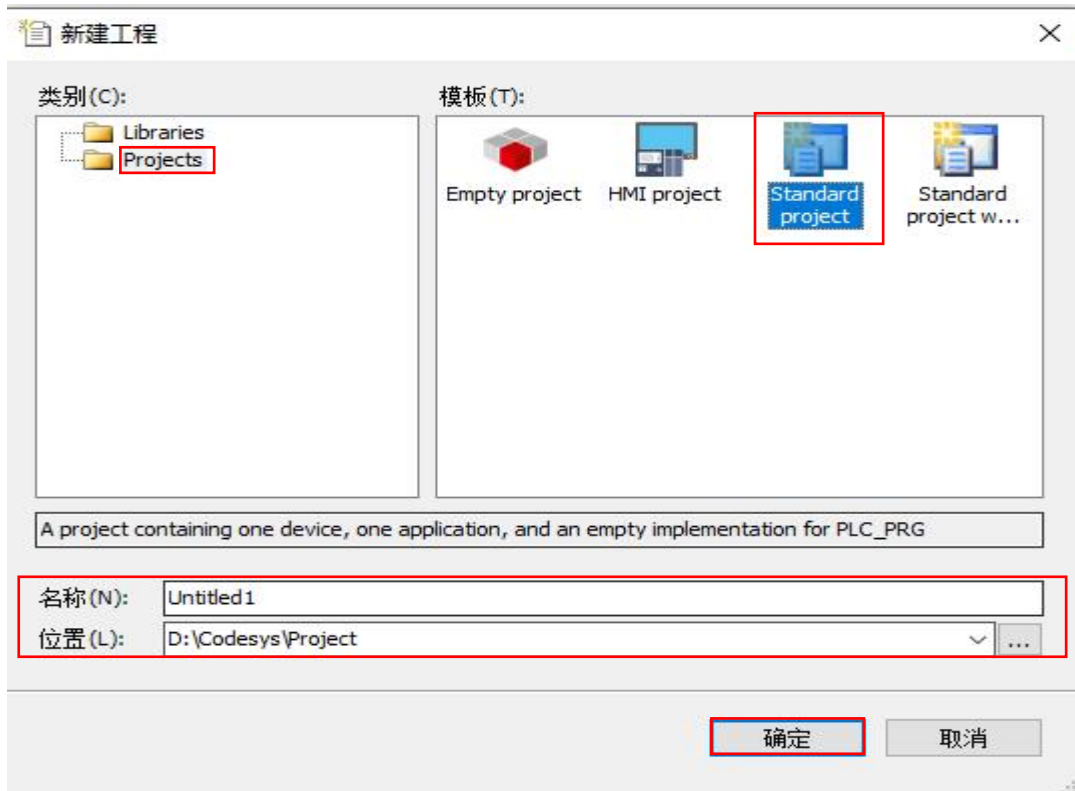 新建工程
类别(C):
模板(T):
Libraries
Projects
Empty project
HMI project
Standard
project
Standard
project w...
A project containing one device, one application, and an empty implementation for PLC_PRG
名称(N):
Untitled1
位置(L):
D:\Codesys\Project
...
确定
取消